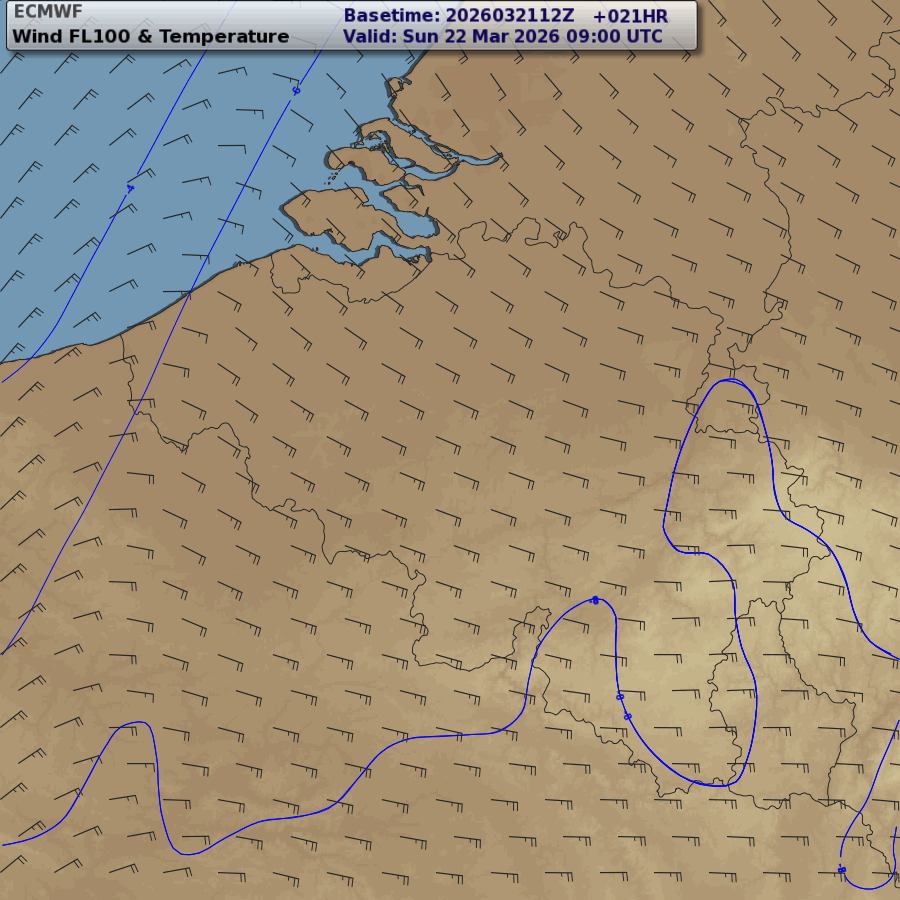 ECMWF
Basetime: 2026032112Z +021HR
Wind FL100 & Temperature
Valid: Sun 22 Mar 2026 09:00 UTC